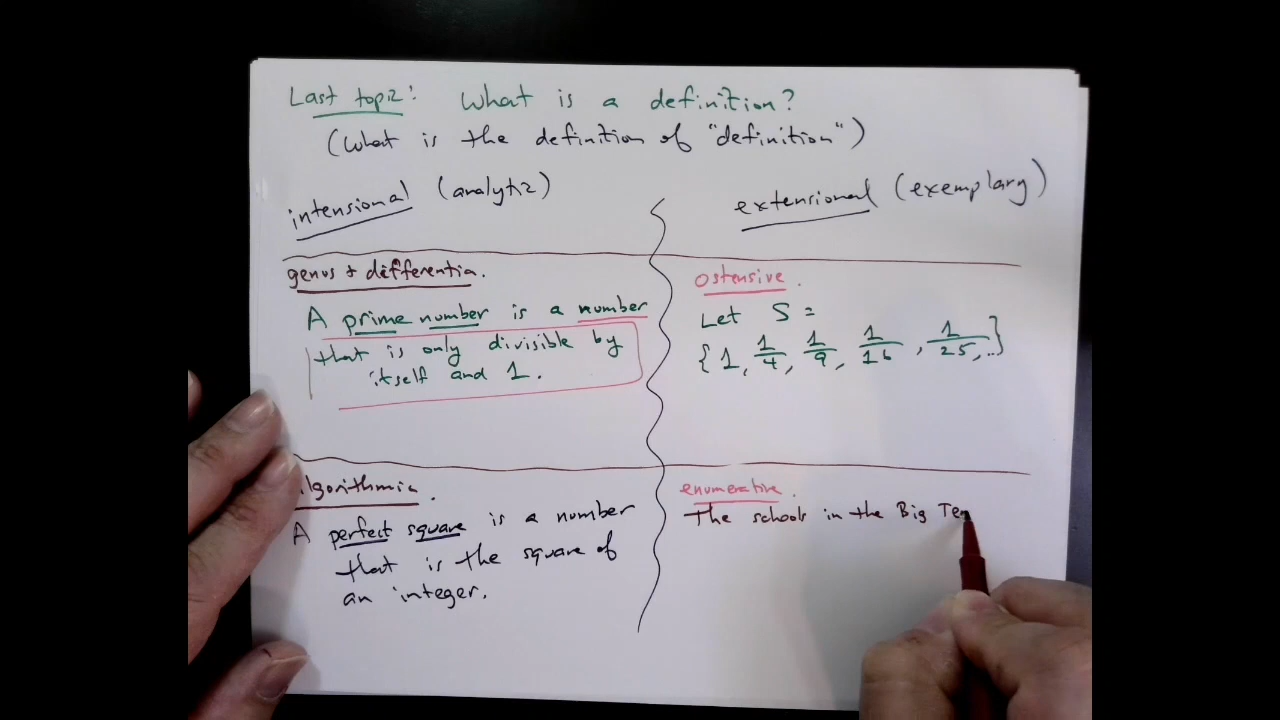 Last topic: What is a definition?
(What is the definition of "definition")
intensional (analytic)
extensional (exemplary)
genus + differentia.
A prime number is a number
that is only divisible by
itself and 1.
ostensive.
Let S =
{1, 1/4, 1/9, 1/16, 1/25, ..}
algorithmic.
A perfect square is a number
that is the square of
an integer.
enumerative.
The schools in the Big Ten